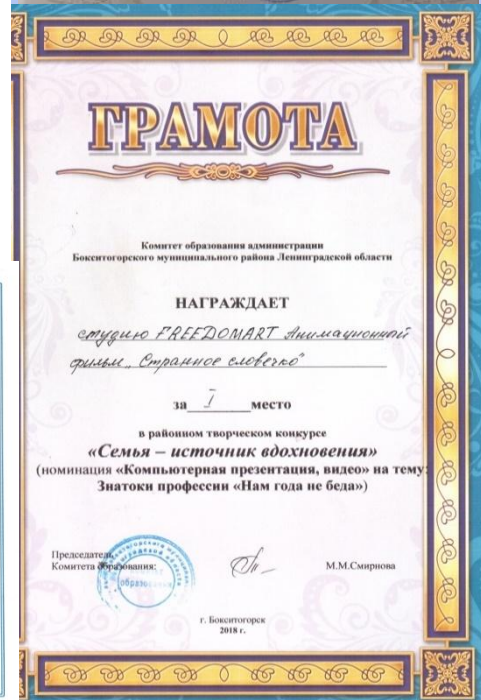 ГРАМОТА
Комитет образования администрации
Бокситогорского муниципального района Ленинградской области
НАГРАЖДАЕТ
студию FREEDOMART Анимационный
фильм „Странное словечко"
за I место
в районном творческом конкурсе
«Семья – источник вдохновения»
(номинация «Компьютерная презентация, видео» на тему:
Знатоки профессии «Нам года не беда»)
Председатель
Комитета образования:
М.М.Смирнова
г. Бокситогорск
2018 г.